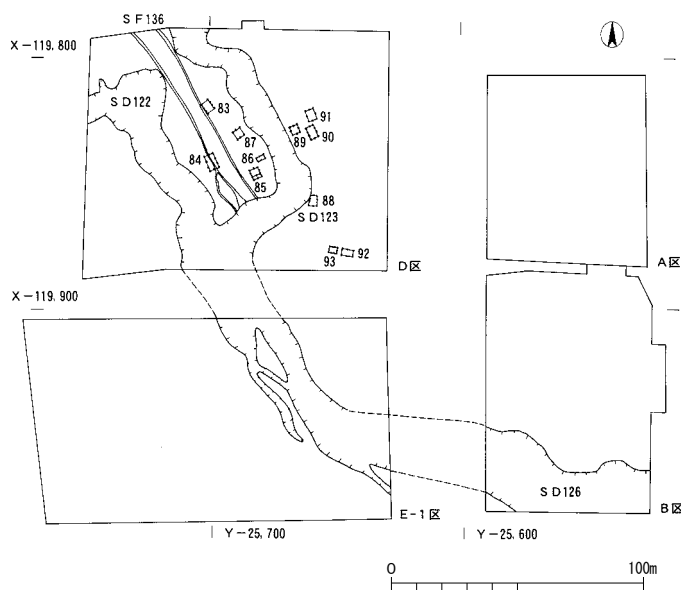 SF136
X-119,800
SD122
83
91
87
89
90
84
86
85
88
SD123
93
92
D区
A区
X-119,900
SD126
E-1区
B区
Y-25,700
Y-25,600
0
100m